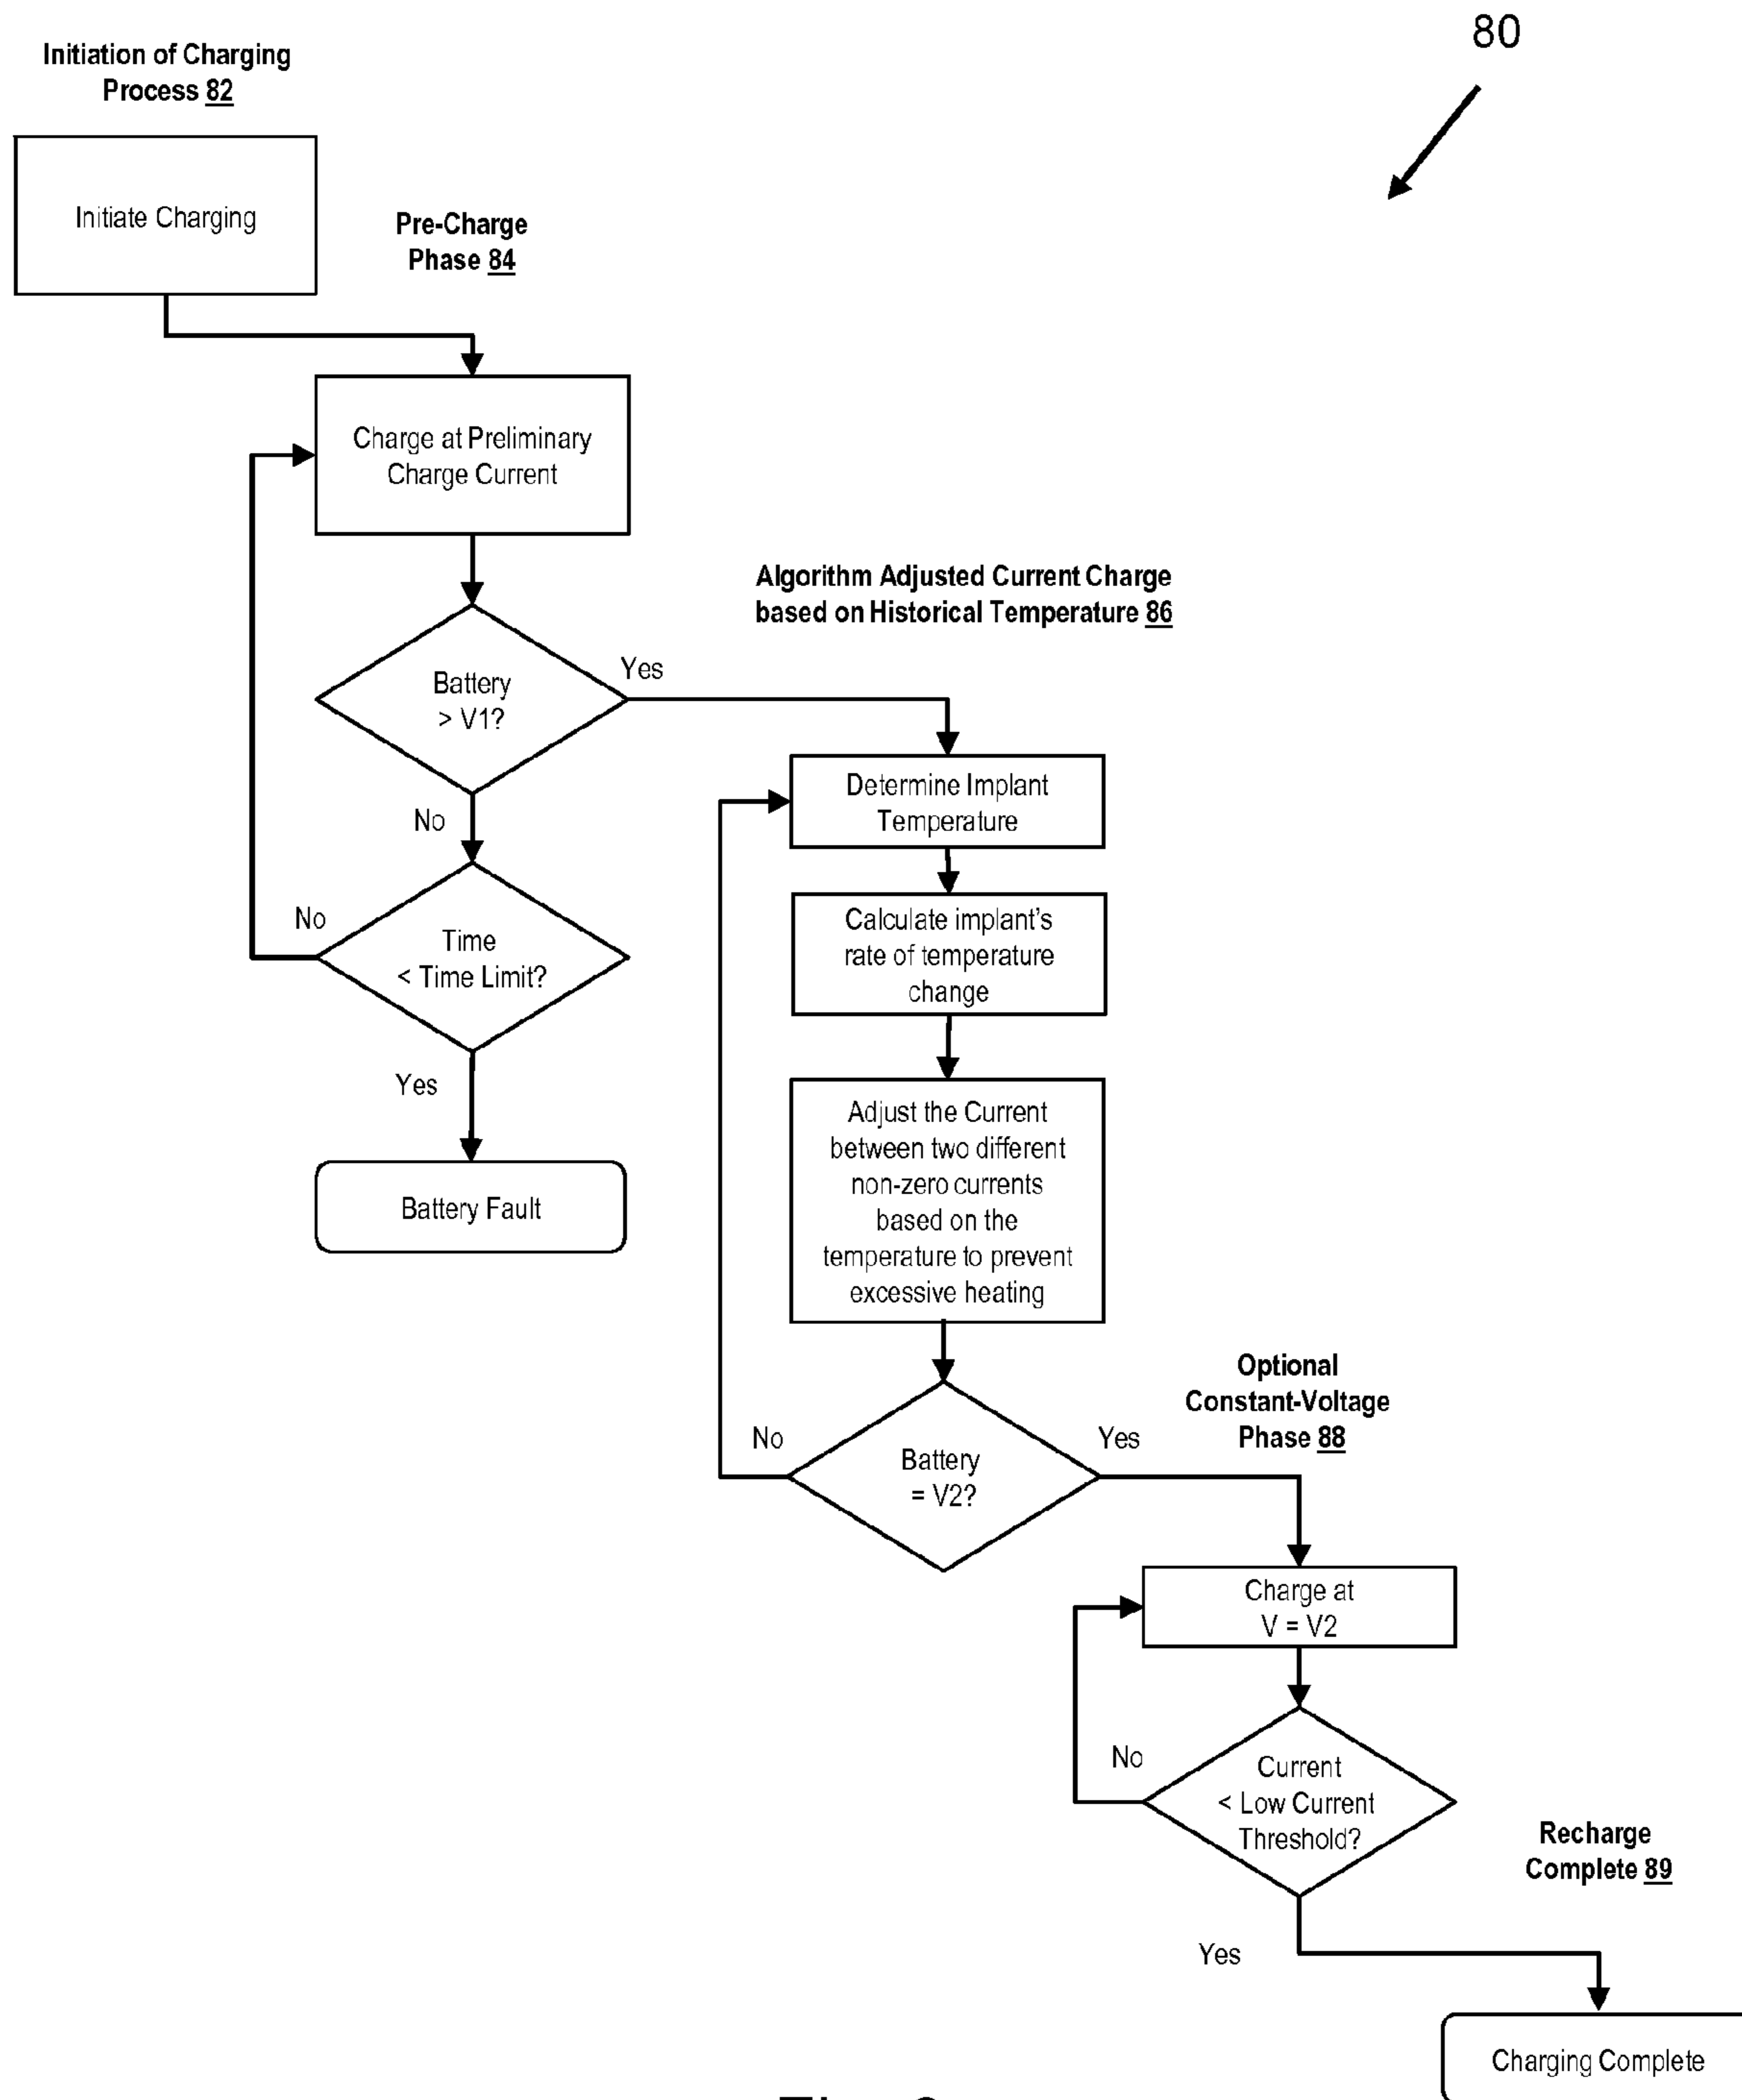 80
Initiation of Charging
Process 82
Initiate Charging
Pre-Charge
Phase 84
Charge at Preliminary
Charge Current
Battery
> V1?
Yes
No
Time
< Time Limit?
No
Yes
Battery Fault
Algorithm Adjusted Current Charge
based on Historical Temperature 86
Determine Implant
Temperature
Calculate implant's
rate of temperature
change
Adjust the Current
between two different
non-zero currents
based on the
temperature to prevent
excessive heating
Battery
= V2?
No
Yes
Optional
Constant-Voltage
Phase 88
Charge at
V = V2
Current
< Low Current
Threshold?
No
Yes
Recharge
Complete 89
Charging Complete